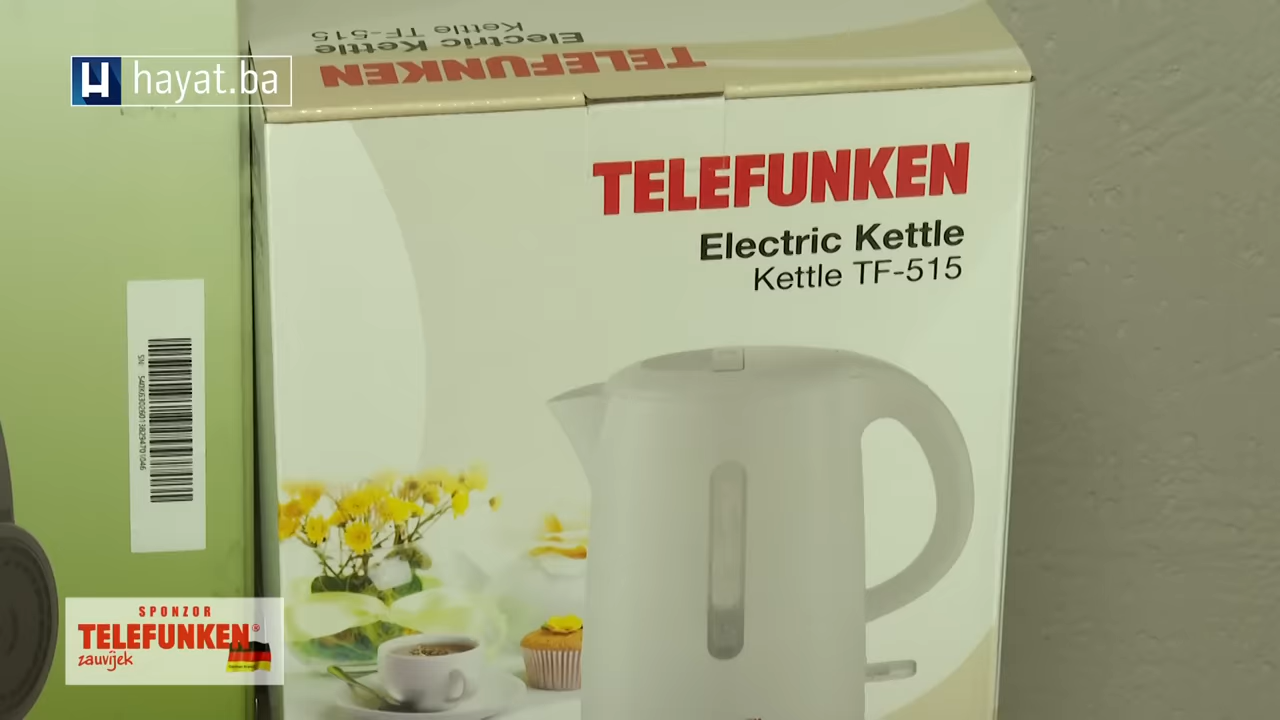 Kettle TF-515
Electric Kettle
TELEFUNKEN
hayat.ba
TELEFUNKEN
Electric Kettle
Kettle TF-515
SPONZOR
TELEFUNKEN®
zauvijek